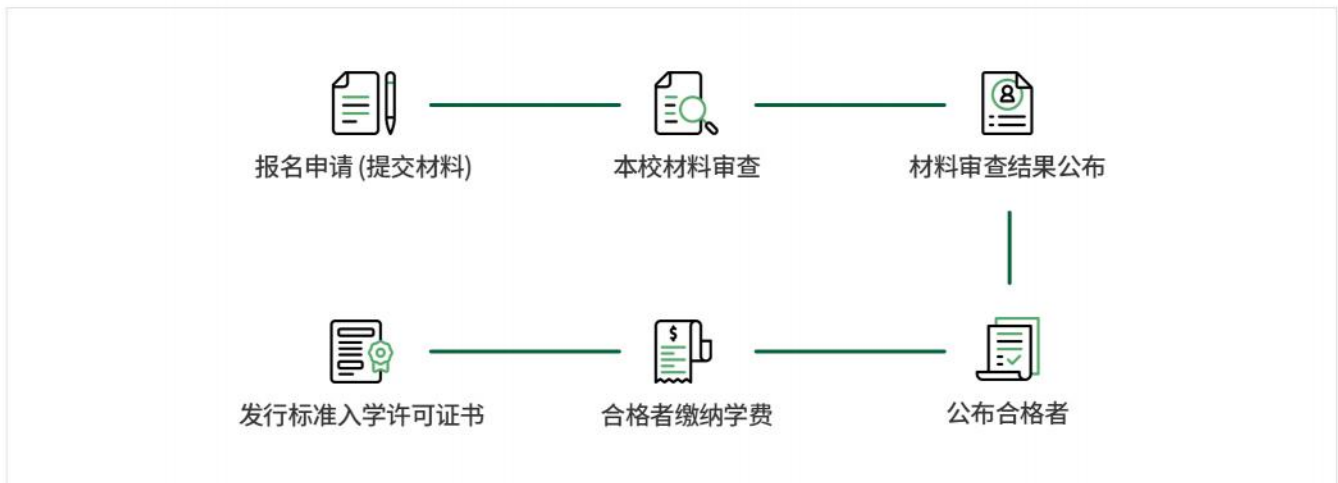 报名申请 (提交材料)
本校材料审查
材料审查结果公布
$
公布合格者
合格者缴纳学费
发行标准入学许可证书